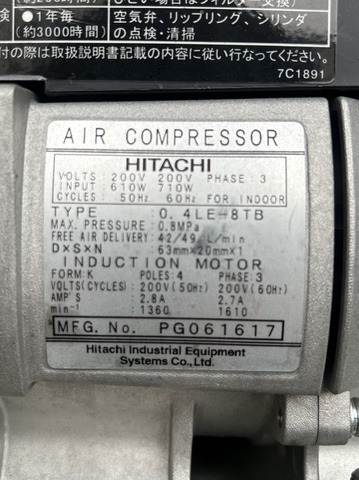 ● 1年毎 空気弁、リップリング、シリンダ
(約3000時間) の点検・清掃
付の際は取扱説明書記載の内容に従い行ってください。
7C1891
AIR COMPRESSOR
HITACHI
VOLTS: 200V 200V PHASE: 3
INPUT 610W 710W
CYCLES: 50Hz 60Hz FOR INDOOR
TYPE 0.4LE-8TB
MAX. PRESSURE: 0.8MPa
FREE AIR DELIVERY: 42/49 L/min
D×S×N 63mm×20mm×1
INDUCTION MOTOR
FORM: K POLES: 4 PHASE: 3
VOLTS(CYCLES): 200V(50Hz) 200V(60Hz)
AMP'S 2.8A 2.7A
min⁻¹ 1360 1610
MFG. No. PG061617
Hitachi Industrial Equipment
Systems Co., Ltd.